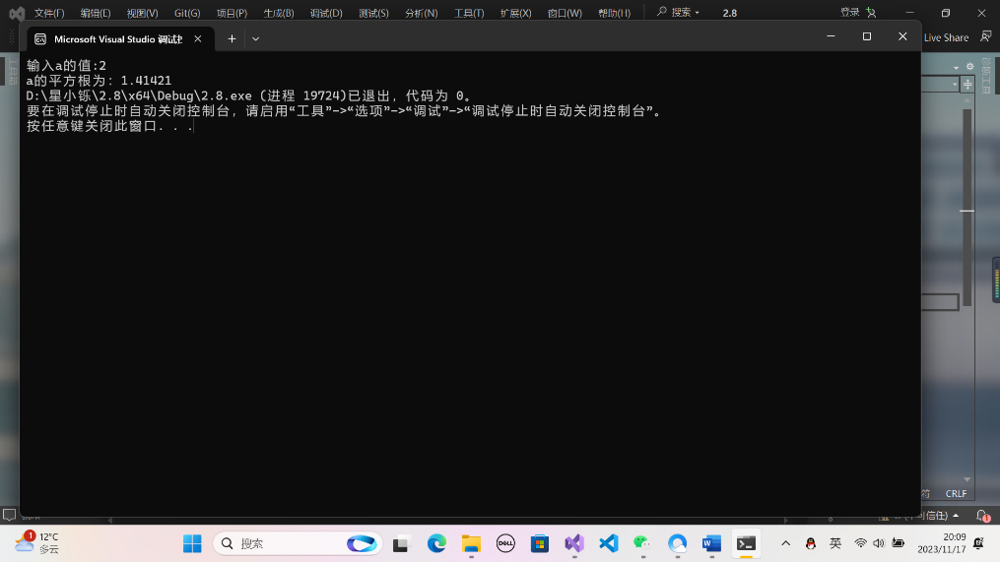 文件(F) 编辑(E) 视图(V) Git(G) 项目(P) 生成(B) 调试(D) 测试(S) 分析(N) 工具(T) 扩展(X) 窗口(W) 帮助(H) 搜索 2.8 登录
Microsoft Visual Studio 调试控
Live Share
输入a的值:2
a的平方根为: 1.41421
D:\星小铄\2.8\x64\Debug\2.8.exe (进程 19724)已退出，代码为 0。
要在调试停止时自动关闭控制台，请启用“工具”->“选项”->“调试”->“调试停止时自动关闭控制台”。
按任意键关闭此窗口. . .
符 CRLF
1
1 12°C
多云
搜索
DELL
英
20:09
2023/11/17